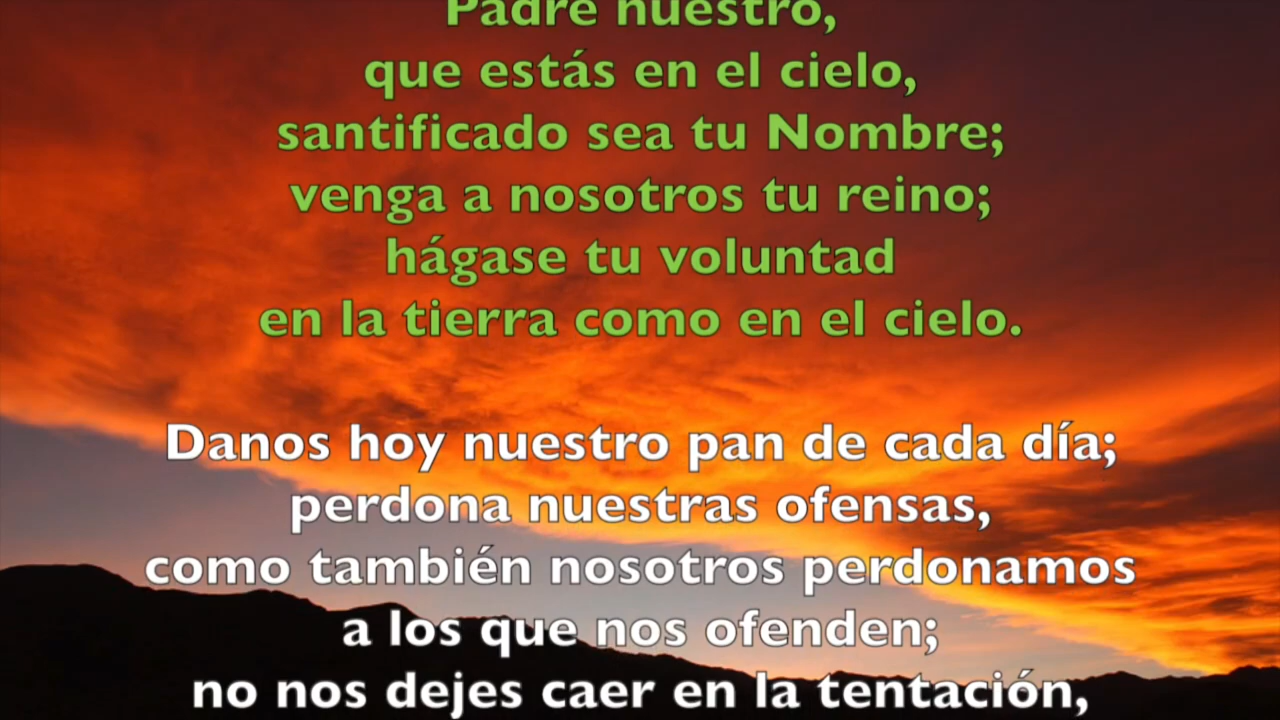 Padre nuestro,
que estás en el cielo,
santificado sea tu Nombre;
venga a nosotros tu reino;
hágase tu voluntad
en la tierra como en el cielo.
Danos hoy nuestro pan de cada día;
perdona nuestras ofensas,
como también nosotros perdonamos
a los que nos ofenden;
no nos dejes caer en la tentación,